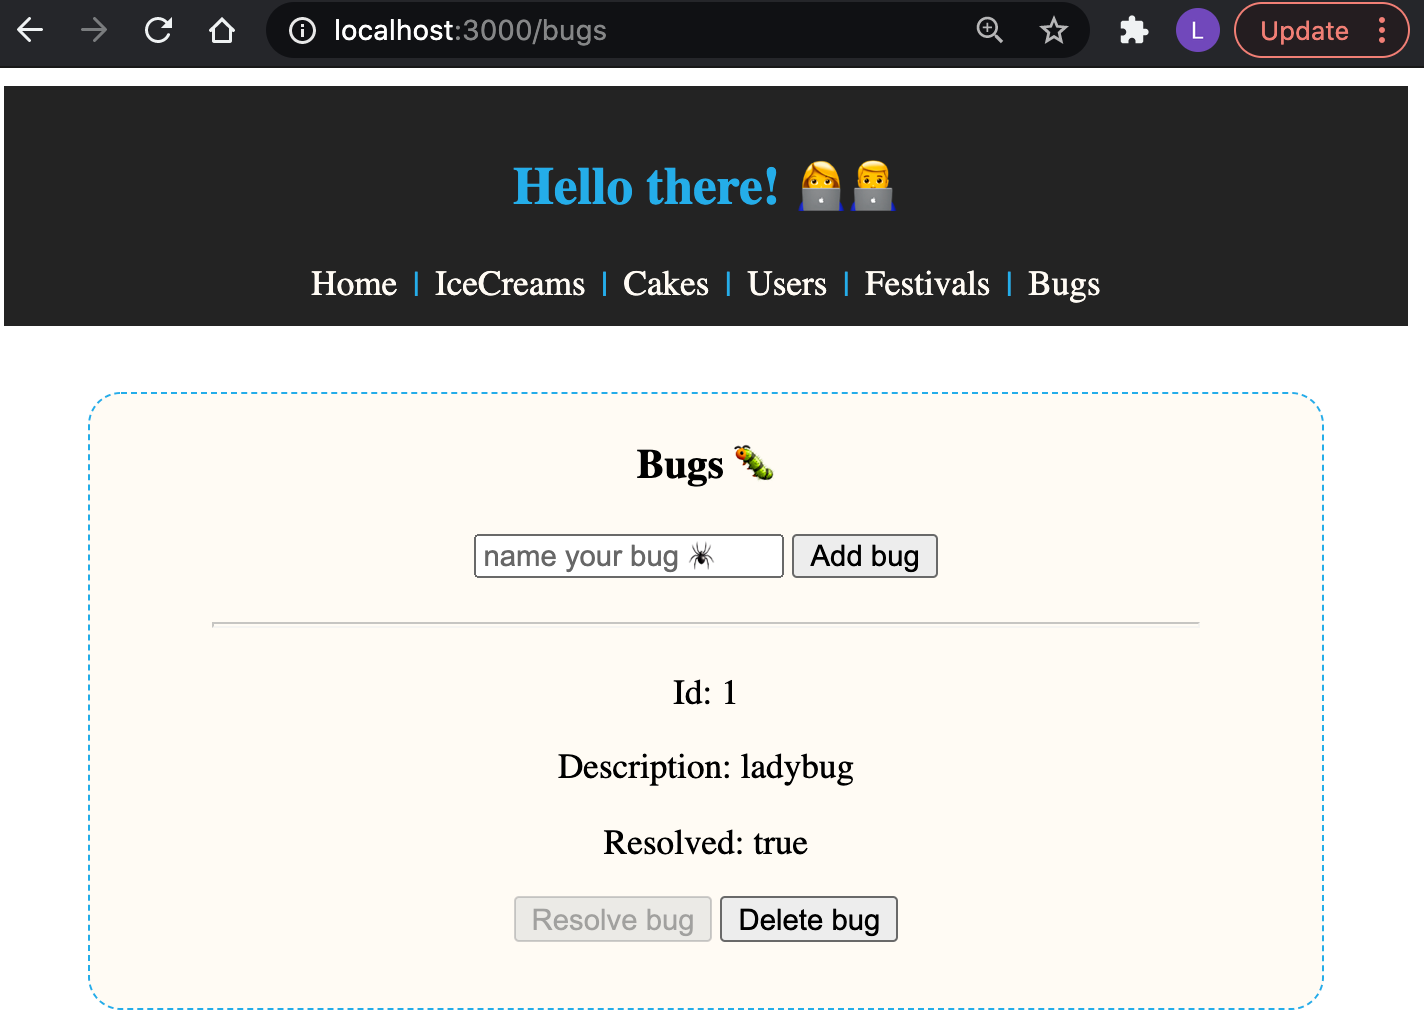 localhost:3000/bugs
L
Update
Hello there! 👩‍💻👨‍💻
Home | IceCreams | Cakes | Users | Festivals | Bugs
Bugs 🐛
name your bug 🕷 Add bug
Id: 1
Description: ladybug
Resolved: true
Resolve bug Delete bug